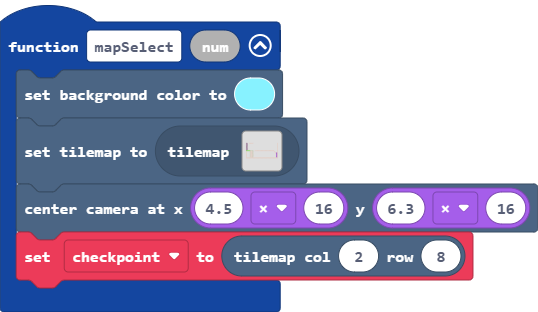 function mapSelect num
set background color to
set tilemap to tilemap
center camera at x 4.5 × 16 y 6.3 × 16
set checkpoint to tilemap col 2 row 8